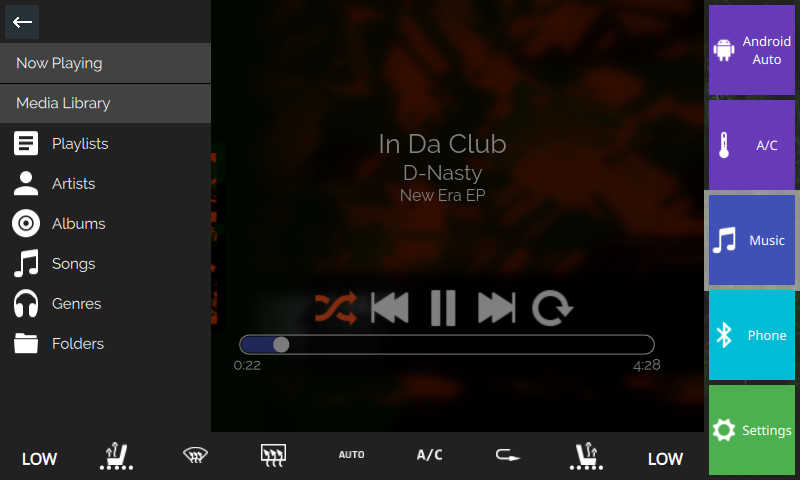 Now Playing
Media Library
Playlists
Artists
Albums
Songs
Genres
Folders
In Da Club
D-Nasty
New Era EP
0:22
4:28
Android
Auto
A/C
Music
Phone
Settings
LOW
AUTO
A/C
LOW